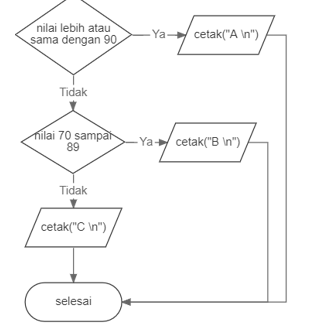 nilai lebih atau
sama dengan 90
Ya
cetak("A \n")
Tidak
nilai 70 sampai
89
Ya
cetak("B \n")
Tidak
cetak("C \n")
selesai